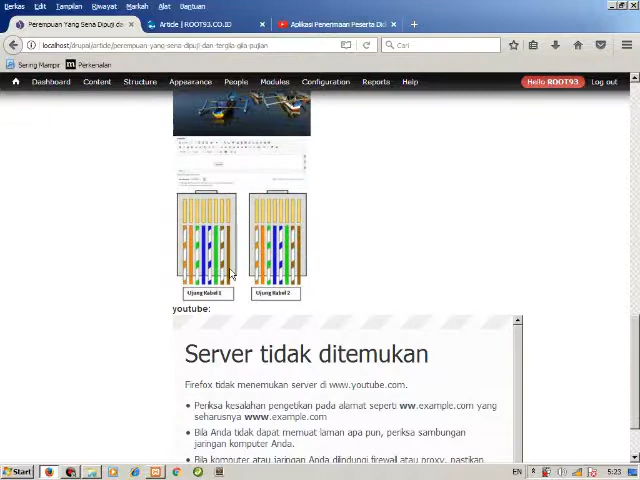 Berkas Edit Tampilan Riwayat Markah Alat Bantuan
Perempuan Yang Sena Dipuji da
Article | ROOT93.CO.ID
Aplikasi Penerimaan Peserta Did
localhost/drupal/article/perempuan-yang-sena-dipuji-dan-tergila-gila-pujian
Cari
Sering Mampir
Perkenalan
Dashboard Content Structure Appearance People Modules Configuration Reports Help Hello ROOT93 Log out
Ujung Kabel 1
Ujung Kabel 2
youtube:
Server tidak ditemukan
Firefox tidak menemukan server di www.youtube.com.
Periksa kesalahan pengetikan pada alamat seperti ww.example.com yang
seharusnya www.example.com
Bila Anda tidak dapat memuat laman apa pun, periksa sambungan
jaringan komputer Anda.
Bila komputer atau jaringan Anda dilindungi firewall atau proxy, pastikan
Start
EN
5:23